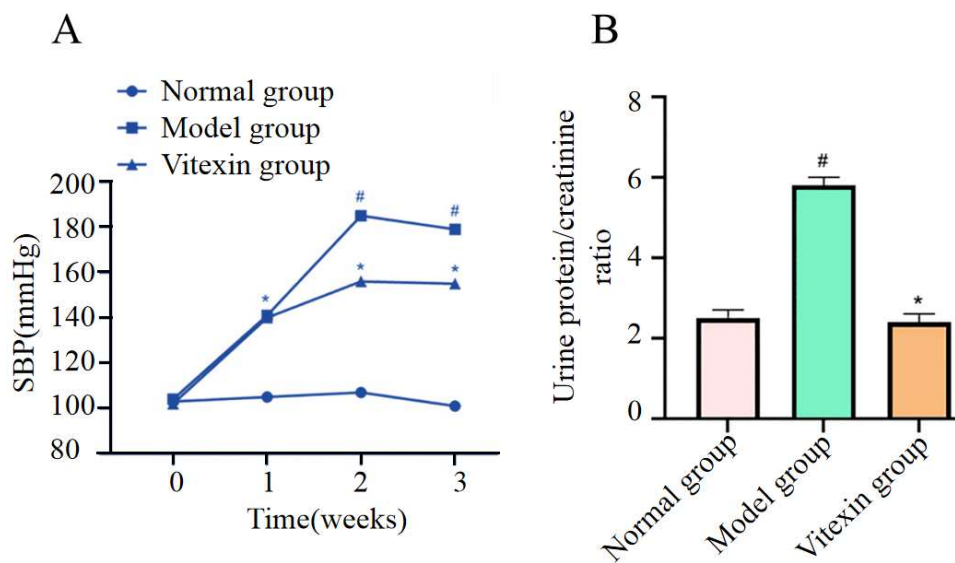 A
Normal group
Model group
Vitexin group
200
180
160
140
120
100
80
SBP(mmHg)
# #
* * *
0 1 2 3
Time(weeks)
B
Urine protein/creatinine
ratio
8
6
4
2
0
#
*
Normal group
Model group
Vitexin group